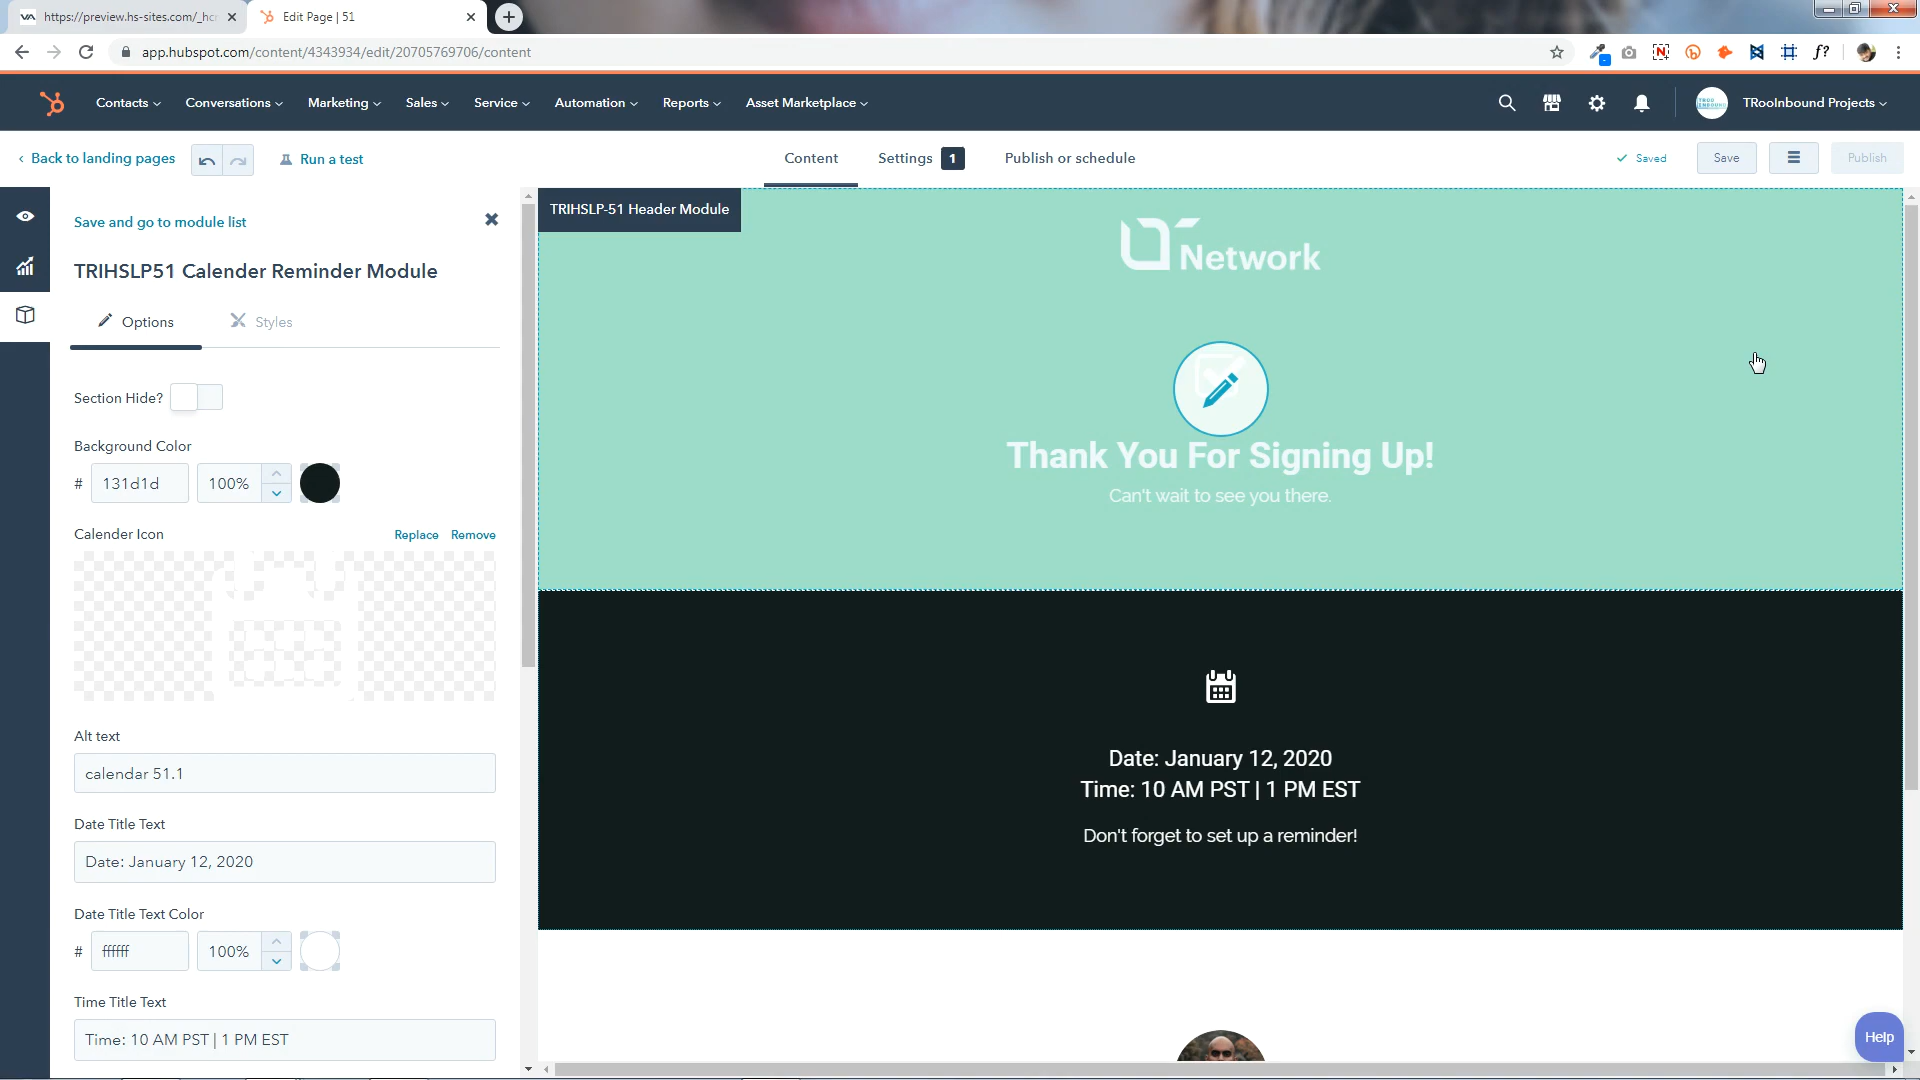 https://preview.hs-sites.com/_hcr
Edit Page | 51
app.hubspot.com/content/4343934/edit/20705769706/content
f?
Contacts
Conversations
Marketing
Sales
Service
Automation
Reports
Asset Marketplace
TRooInbound Projects
Back to landing pages
Run a test
Content
Settings 1
Publish or schedule
Saved
Save
Publish
Save and go to module list
TRIHSLP51 Calender Reminder Module
Options
Styles
Section Hide?
Background Color
# 131d1d 100%
Calender Icon
Replace
Remove
Alt text
calendar 51.1
Date Title Text
Date: January 12, 2020
Date Title Text Color
# ffffff 100%
Time Title Text
Time: 10 AM PST | 1 PM EST
TRIHSLP-51 Header Module
Network
Thank You For Signing Up!
Can't wait to see you there.
Date: January 12, 2020
Time: 10 AM PST | 1 PM EST
Don't forget to set up a reminder!
Help